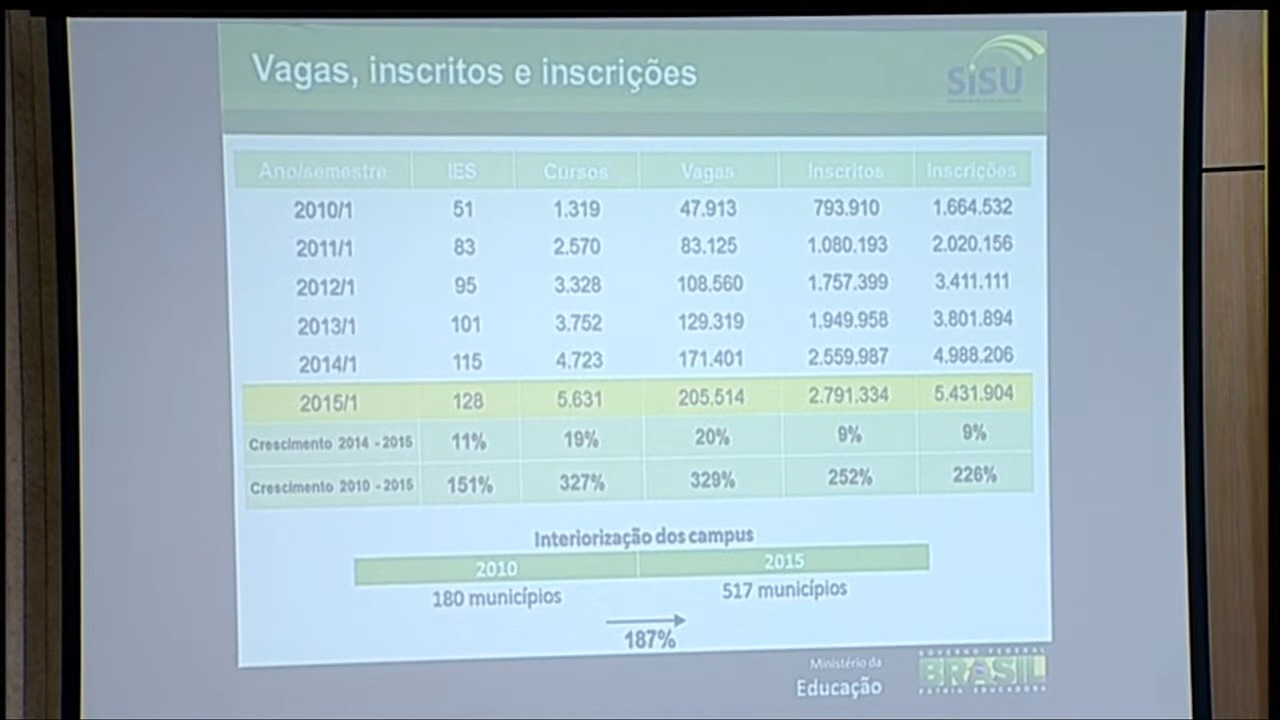 Vagas, inscritos e inscrições
SiSU
Ano/semestre IES Cursos Vagas Inscritos Inscrições
2010/1 51 1.319 47.913 793.910 1.664.532
2011/1 83 2.570 83.125 1.080.193 2.020.156
2012/1 95 3.328 108.560 1.757.399 3.411.111
2013/1 101 3.752 129.319 1.949.958 3.801.894
2014/1 115 4.723 171.401 2.559.987 4.988.206
2015/1 128 5.631 205.514 2.791.334 5.431.904
Crescimento 2014 - 2015 11% 19% 20% 9% 9%
Crescimento 2010 - 2015 151% 327% 329% 252% 226%
Interiorização dos campus
2010 2015
180 municípios 517 municípios
187%
Ministério da
Educação
GOVERNO FEDERAL
BRASIL
PÁTRIA EDUCADORA